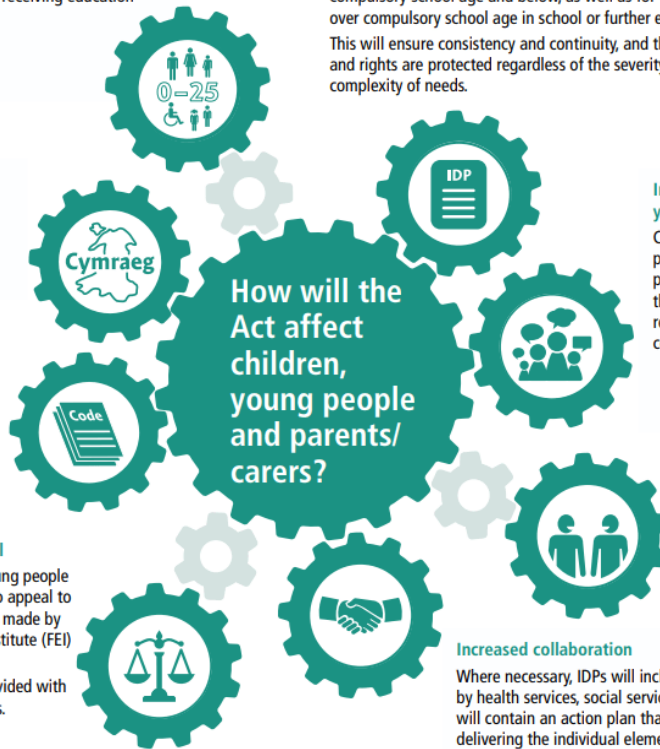 receiving education
compulsory school age and below, as well as for
over compulsory school age in school or further e
This will ensure consistency and continuity, and th
and rights are protected regardless of the severity
complexity of needs.
0–25
IDP
Cymraeg
How will the
Act affect
children,
young people
and parents/
carers?
Code
ung people
o appeal to
made by
stitute (FEI)
vided with
s.
Increased collaboration
Where necessary, IDPs will incl
by health services, social servic
will contain an action plan tha
delivering the individual eleme